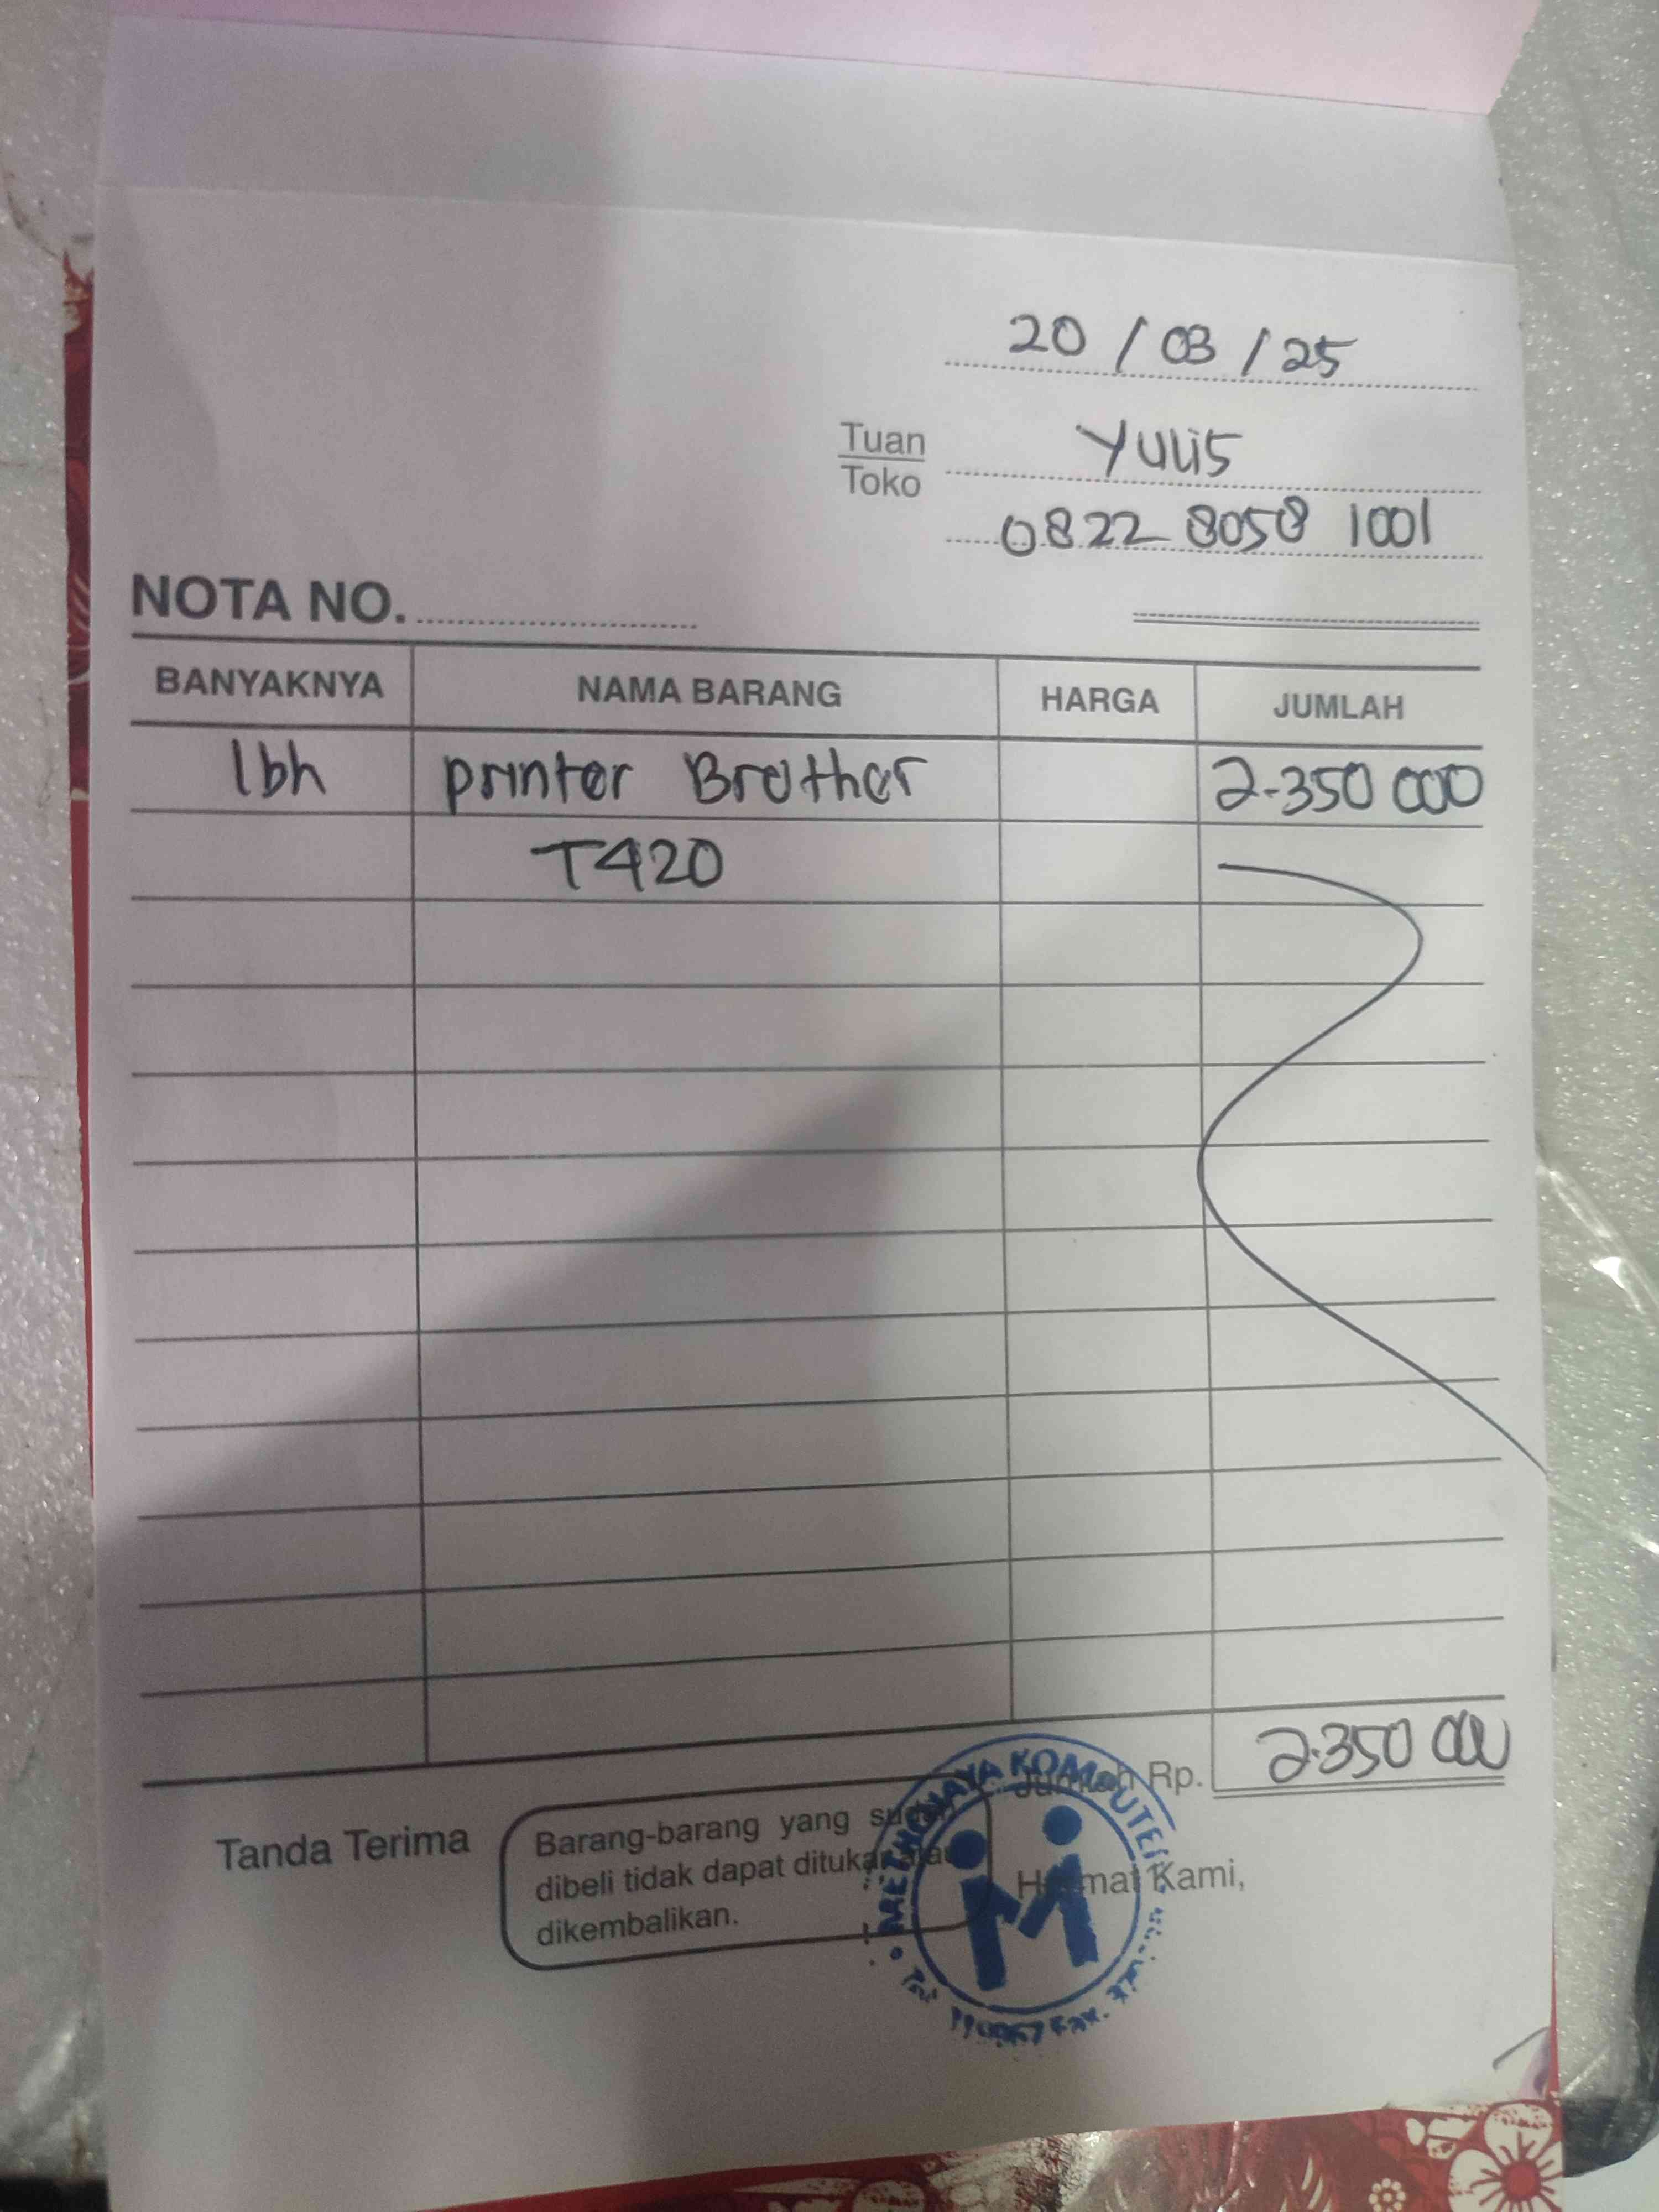 20 / 03 / 25
Tuan Yulis
Toko
0822 8058 1001
NOTA NO.
BANYAKNYA NAMA BARANG HARGA JUMLAH
1bh printer Brother 2.350 000
T420
Jumlah Rp. 2.350 000
Tanda Terima
Barang-barang yang sudah
dibeli tidak dapat ditukar atau
dikembalikan.
Hormat Kami,
KOMPUTER